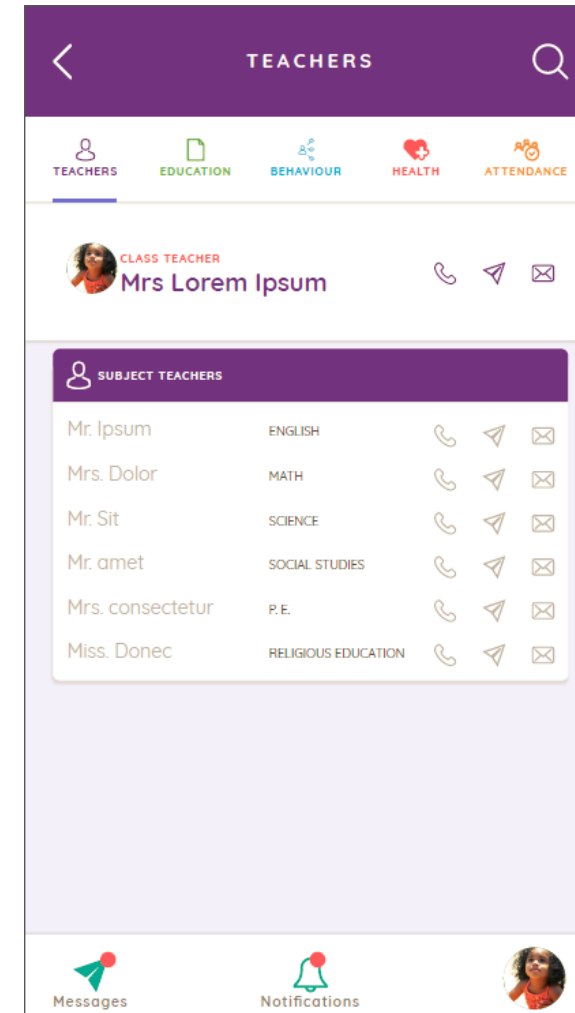 TEACHERS
TEACHERS EDUCATION BEHAVIOUR HEALTH ATTENDANCE
CLASS TEACHER
Mrs Lorem Ipsum
SUBJECT TEACHERS
Mr. Ipsum ENGLISH
Mrs. Dolor MATH
Mr. Sit SCIENCE
Mr. amet SOCIAL STUDIES
Mrs. consectetur P. E.
Miss. Donec RELIGIOUS EDUCATION
Messages Notifications